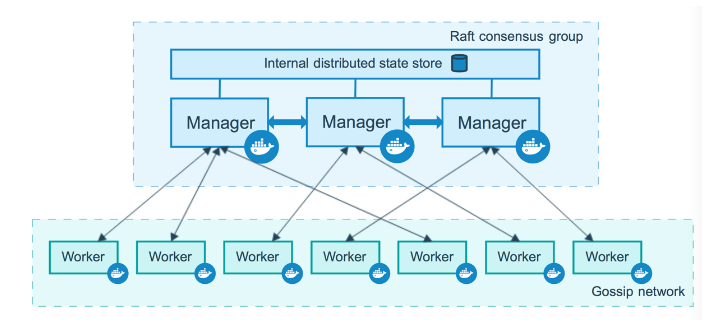 Raft consensus group
Internal distributed state store
Manager
Manager
Manager
Worker
Worker
Worker
Worker
Worker
Worker
Worker
Gossip network